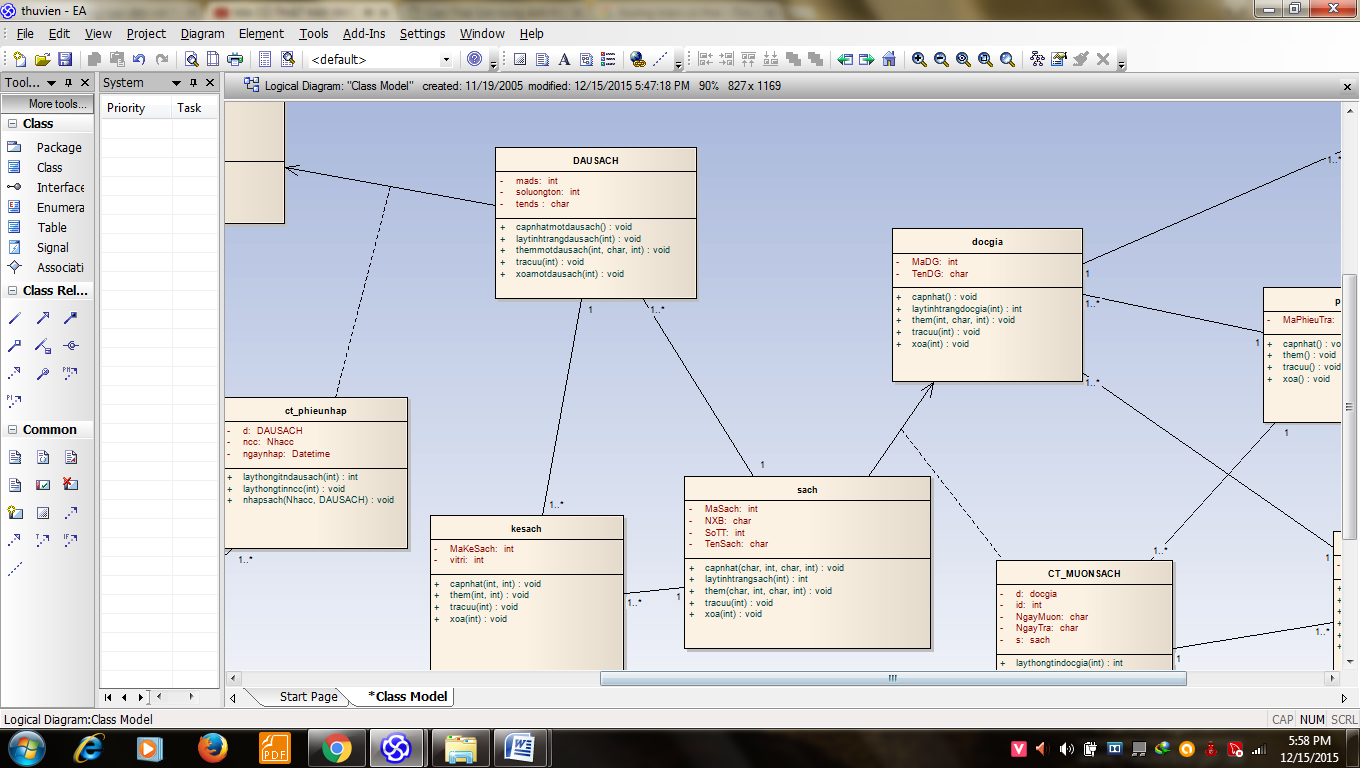 thuvien - EA
File Edit View Project Diagram Element Tools Add-Ins Settings Window Help
<default>
Tool... System
More tools...
Class
Package
Class
Interface
Enumera
Table
Signal
Associati
Class Rel...
Common
Priority Task
Logical Diagram: "Class Model" created: 11/19/2005 modified: 12/15/2015 5:47:18 PM 90% 827 x 1169
DAUSACH
- mads: int
- soluongton: int
- tends : char
+ capnhatmotdausach() : void
+ laytinhtrangdausach(int) : void
+ themmotdausach(int, char, int) : void
+ tracuu(int) : void
+ xoamotdausach(int) : void
1
1..*
docgia
- MaDG: int
- TenDG: char
+ capnhat() : void
+ laytinhtrangdocgia(int) : int
+ them(int, char, int) : void
+ tracuu(int) : void
+ xoa(int) : void
1..*
1
1..*
1
1..*
p
- MaPhieuTra:
+ capnhat() : vo
+ them() : void
+ tracuu() : void
+ xoa() : void
1
ct_phieunhap
- d: DAUSACH
- ncc: Nhacc
- ngaynhap: Datetime
+ laythongitndausach(int) : int
+ laythongtinncc(int) : void
+ nhapsach(Nhacc, DAUSACH) : void
1..*
1..*
kesach
- MaKeSach: int
- vitri: int
+ capnhat(int, int) : void
+ them(int, int) : void
+ tracuu(int) : void
+ xoa(int) : void
1..*
1
1
sach
- MaSach: int
- NXB: char
- SoTT: int
- TenSach: char
+ capnhat(char, int, char, int) : void
+ laytinhtrangsach(int) : int
+ them(char, int, char, int) : void
+ tracuu(int) : void
+ xoa(int) : void
1..*
CT_MUONSACH
- d: docgia
- id: int
- NgayMuon: char
- NgayTra: char
- s: sach
+ laythongtindocgia(int) : int
1
1
1..*
Start Page *Class Model
Logical Diagram:Class Model
CAP NUM SCRL
PDF
5:58 PM
12/15/2015